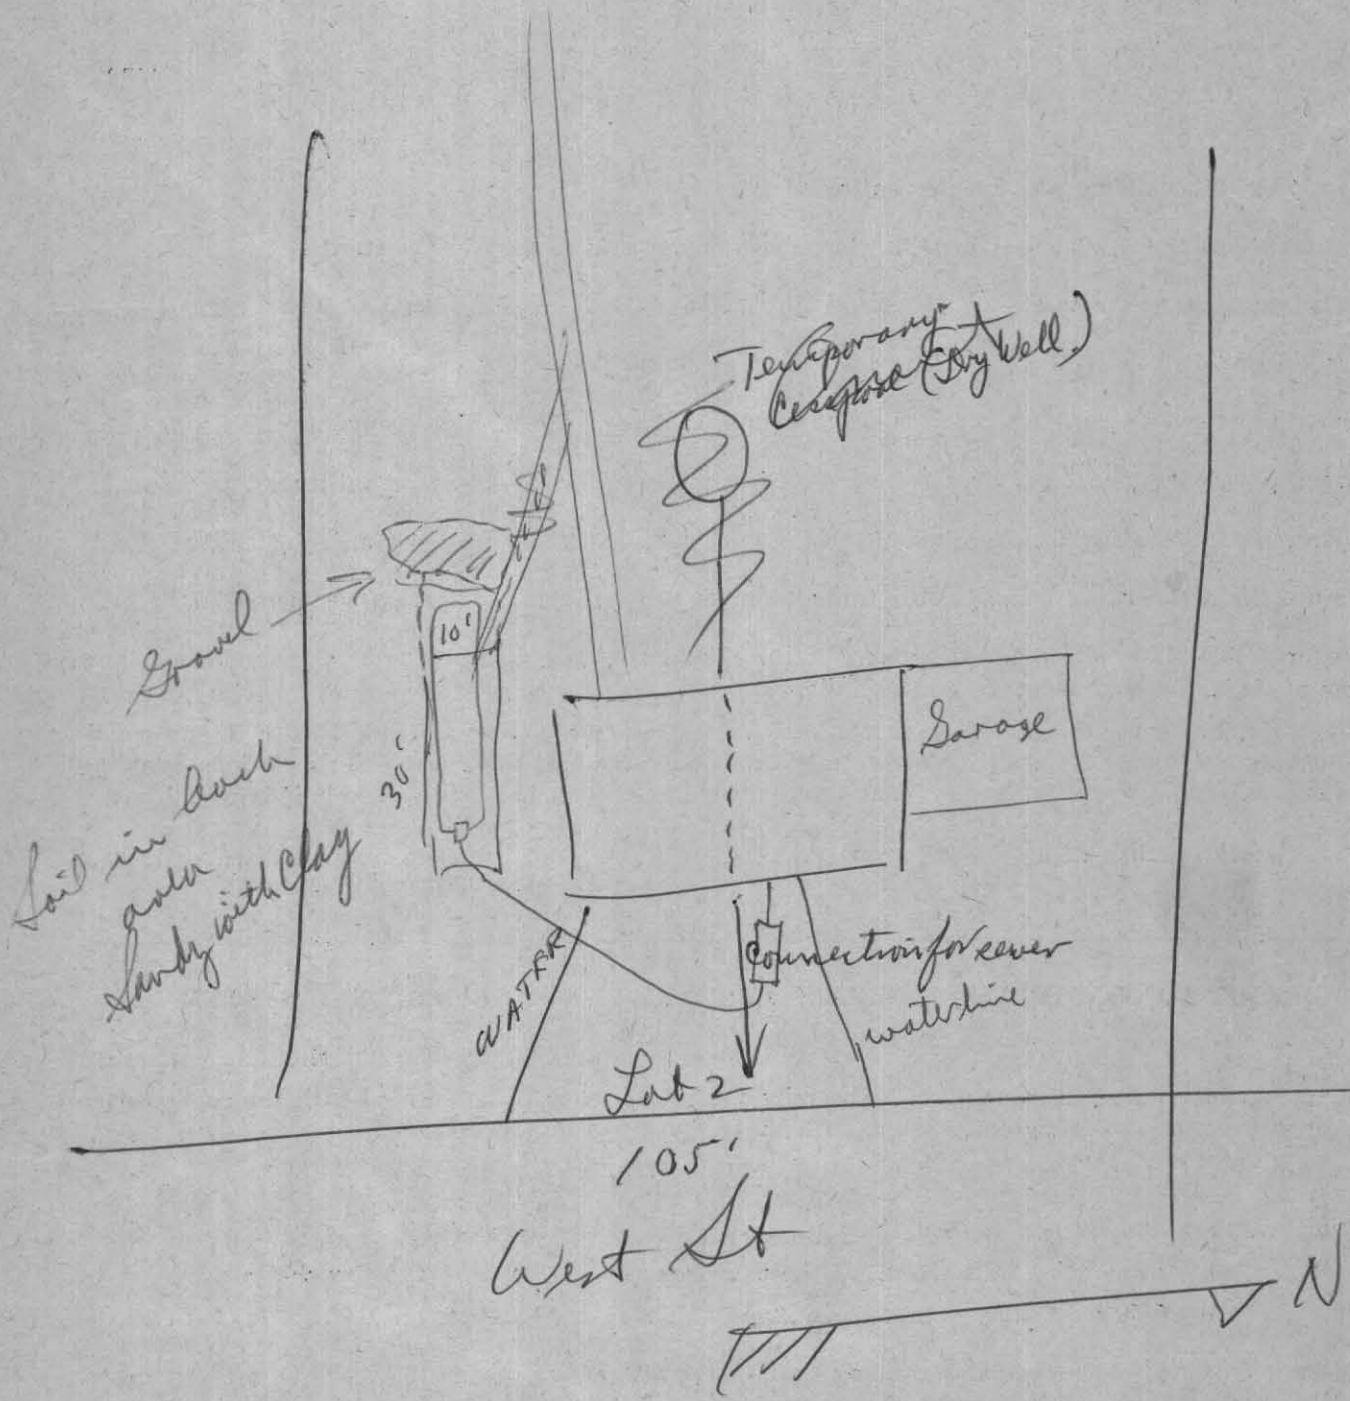 Temporary
Cesspool (Dry Well)
10'
Gravel
30'
Garage
Soil in back
area
Sandy with Clay
WATER
Connection for sewer
waterline
Lot 2
105'
West St
N